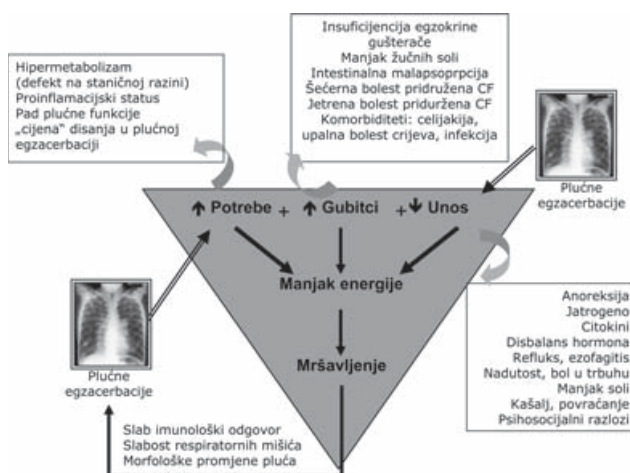 Hipermetabolizam
(defekt na staničnoj razini)
Proinflamacijski status
Pad plućne funkcije
„cijena“ disanja u plućnoj
egzacerbaciji
Insuficijencija egzokrine
gušterače
Manjak žučnih soli
Intestinalna malapsoprpcija
Šećerna bolest pridružena CF
Jetrena bolest priduržena CF
Komorbiditeti: celijakija,
upalna bolest crijeva, infekcija
Plućne
egzacerbacije
Potrebe + Gubitci + Unos
Manjak energije
Mršavljenje
Anoreksija
Jatrogeno
Citokini
Disbalans hormona
Refluks, ezofagitis
Nadutost, bol u trbuhu
Manjak soli
Kašalj, povraćanje
Psihosocijalni razlozi
Plućne
egzacerbacije
Slab imunološki odgovor
Slabost respiratornih mišića
Morfološke promjene pluća